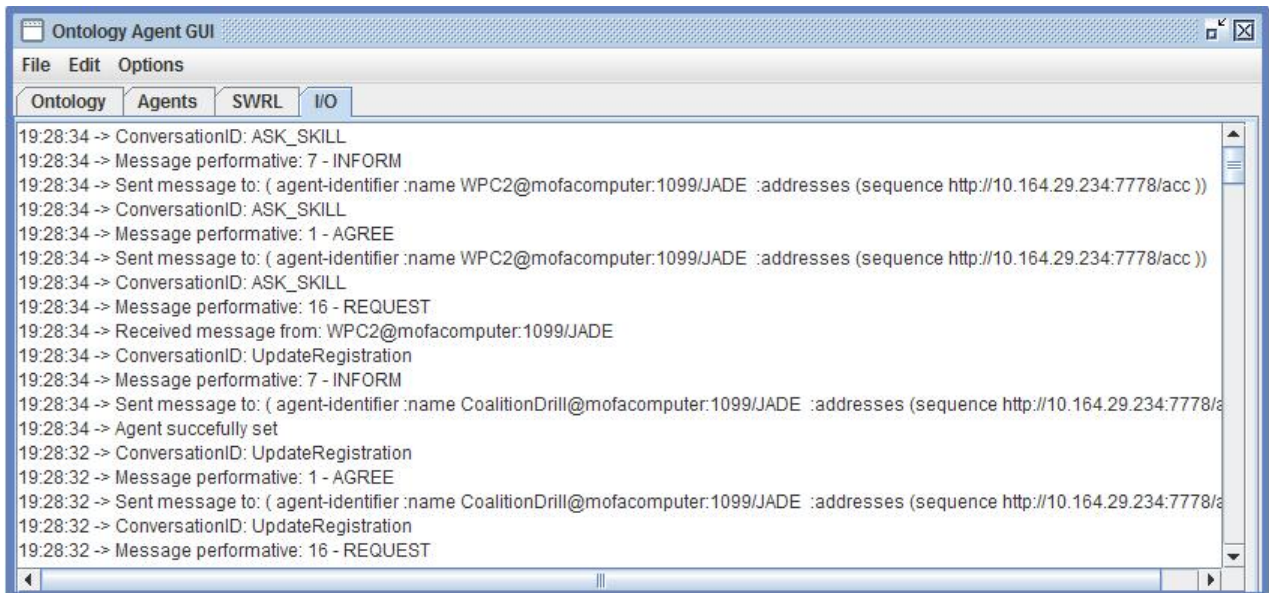 Ontology Agent GUI
File Edit Options
Ontology Agents SWRL I/O
19:28:34 -> ConversationID: ASK_SKILL
19:28:34 -> Message performative: 7 - INFORM
19:28:34 -> Sent message to: ( agent-identifier :name WPC2@mofacomputer:1099/JADE :addresses (sequence http://10.164.29.234:7778/acc ))
19:28:34 -> ConversationID: ASK_SKILL
19:28:34 -> Message performative: 1 - AGREE
19:28:34 -> Sent message to: ( agent-identifier :name WPC2@mofacomputer:1099/JADE :addresses (sequence http://10.164.29.234:7778/acc ))
19:28:34 -> ConversationID: ASK_SKILL
19:28:34 -> Message performative: 16 - REQUEST
19:28:34 -> Received message from: WPC2@mofacomputer:1099/JADE
19:28:34 -> ConversationID: UpdateRegistration
19:28:34 -> Message performative: 7 - INFORM
19:28:34 -> Sent message to: ( agent-identifier :name CoalitionDrill@mofacomputer:1099/JADE :addresses (sequence http://10.164.29.234:7778/a
19:28:34 -> Agent succefully set
19:28:32 -> ConversationID: UpdateRegistration
19:28:32 -> Message performative: 1 - AGREE
19:28:32 -> Sent message to: ( agent-identifier :name CoalitionDrill@mofacomputer:1099/JADE :addresses (sequence http://10.164.29.234:7778/a
19:28:32 -> ConversationID: UpdateRegistration
19:28:32 -> Message performative: 16 - REQUEST